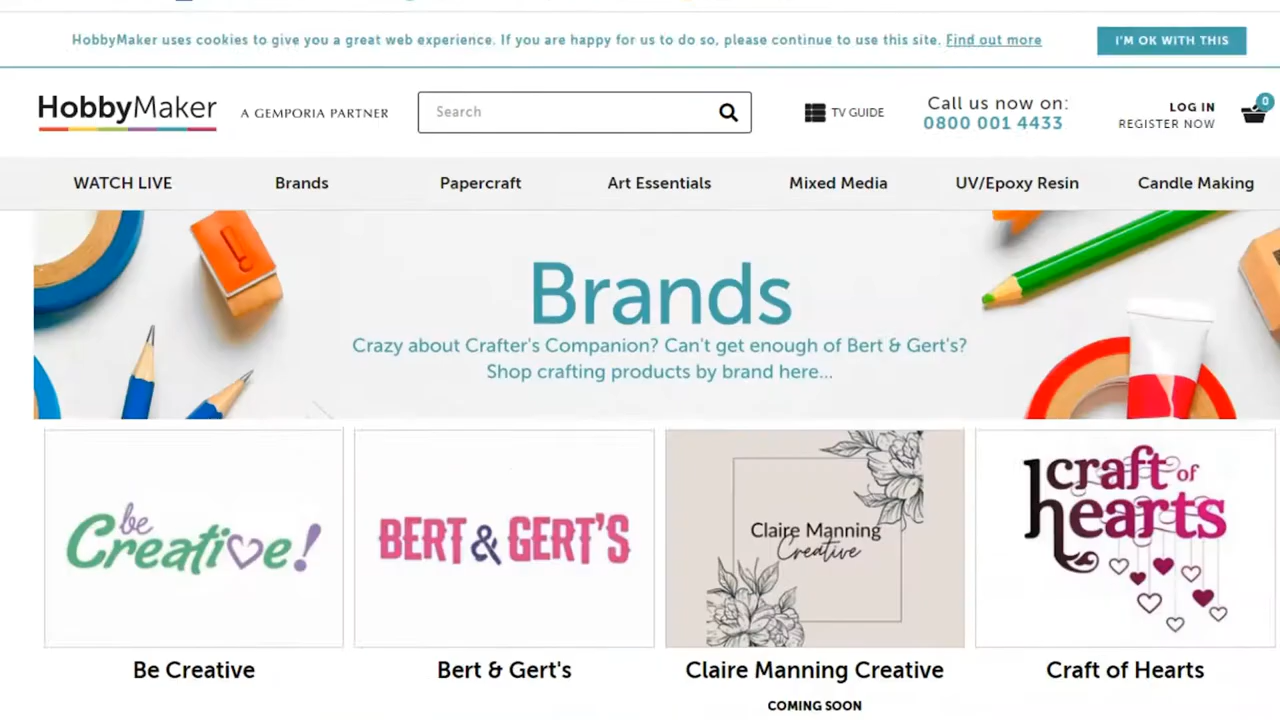 HobbyMaker uses cookies to give you a great web experience. If you are happy for us to do so, please continue to use this site. Find out more
I'M OK WITH THIS
HobbyMaker
A GEMPORIA PARTNER
Search
TV GUIDE
Call us now on:
0800 001 4433
LOG IN
REGISTER NOW
0
WATCH LIVE
Brands
Papercraft
Art Essentials
Mixed Media
UV/Epoxy Resin
Candle Making
Brands
Crazy about Crafter's Companion? Can't get enough of Bert & Gert's?
Shop crafting products by brand here...
be
Creative!
BERT & GERT'S
Claire Manning
Creative
craft of
hearts
Be Creative
Bert & Gert's
Claire Manning Creative
Craft of Hearts
COMING SOON